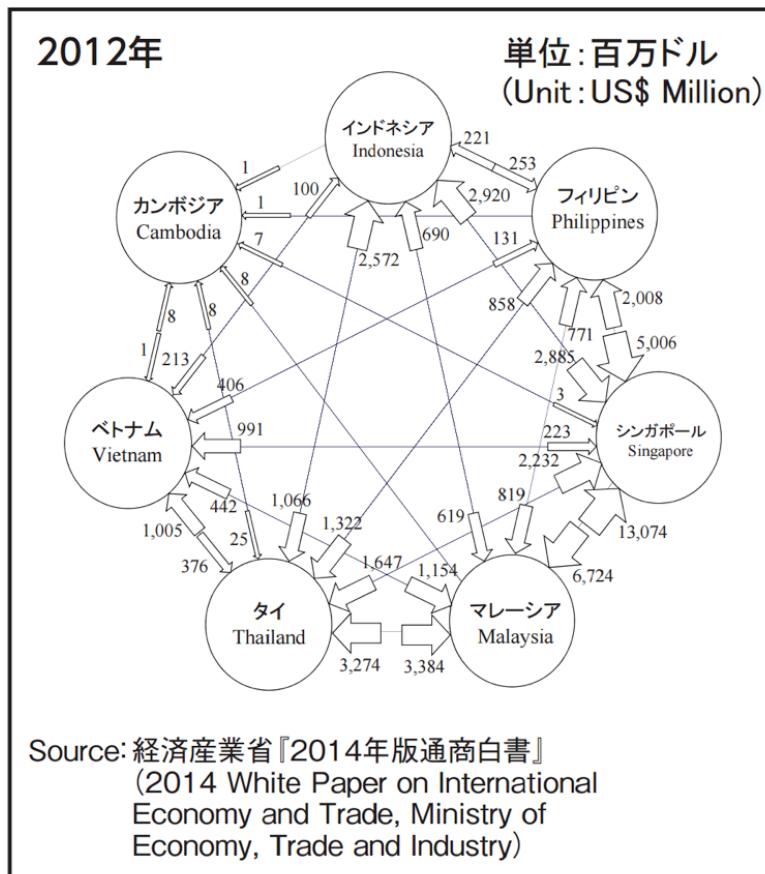 2012年
単位:百万ドル
(Unit:US$ Million)
インドネシア
Indonesia
221
253
1
100
2,920
カンボジア
Cambodia
フィリピン
Philippines
1
7
2,572
690
131
8
858
2,008
8
8
771
5,006
1
213
2,885
406
3
ベトナム
Vietnam
991
223
シンガポール
Singapore
2,232
442
1,066
1,322
619
819
1,005
25
13,074
376
1,647
1,154
6,724
タイ
Thailand
マレーシア
Malaysia
3,274
3,384
Source:経済産業省『2014年版通商白書』
(2014 White Paper on International
Economy and Trade, Ministry of
Economy, Trade and Industry)